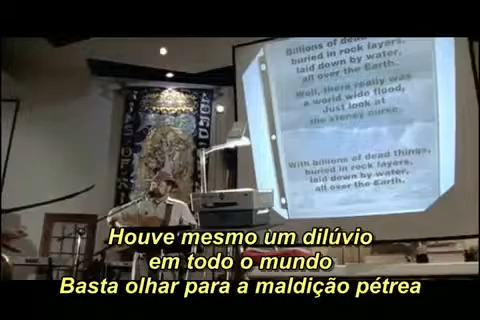 Billions of dead things,
buried in rock layers,
laid down by water,
all over the Earth.
Well, there really was
a world wide flood,
Just look at
the stoney curse.
With billions of dead things,
buried in rock layers,
laid down by water,
all over the Earth.
Houve mesmo um dilúvio
em todo o mundo
Basta olhar para a maldição pétrea